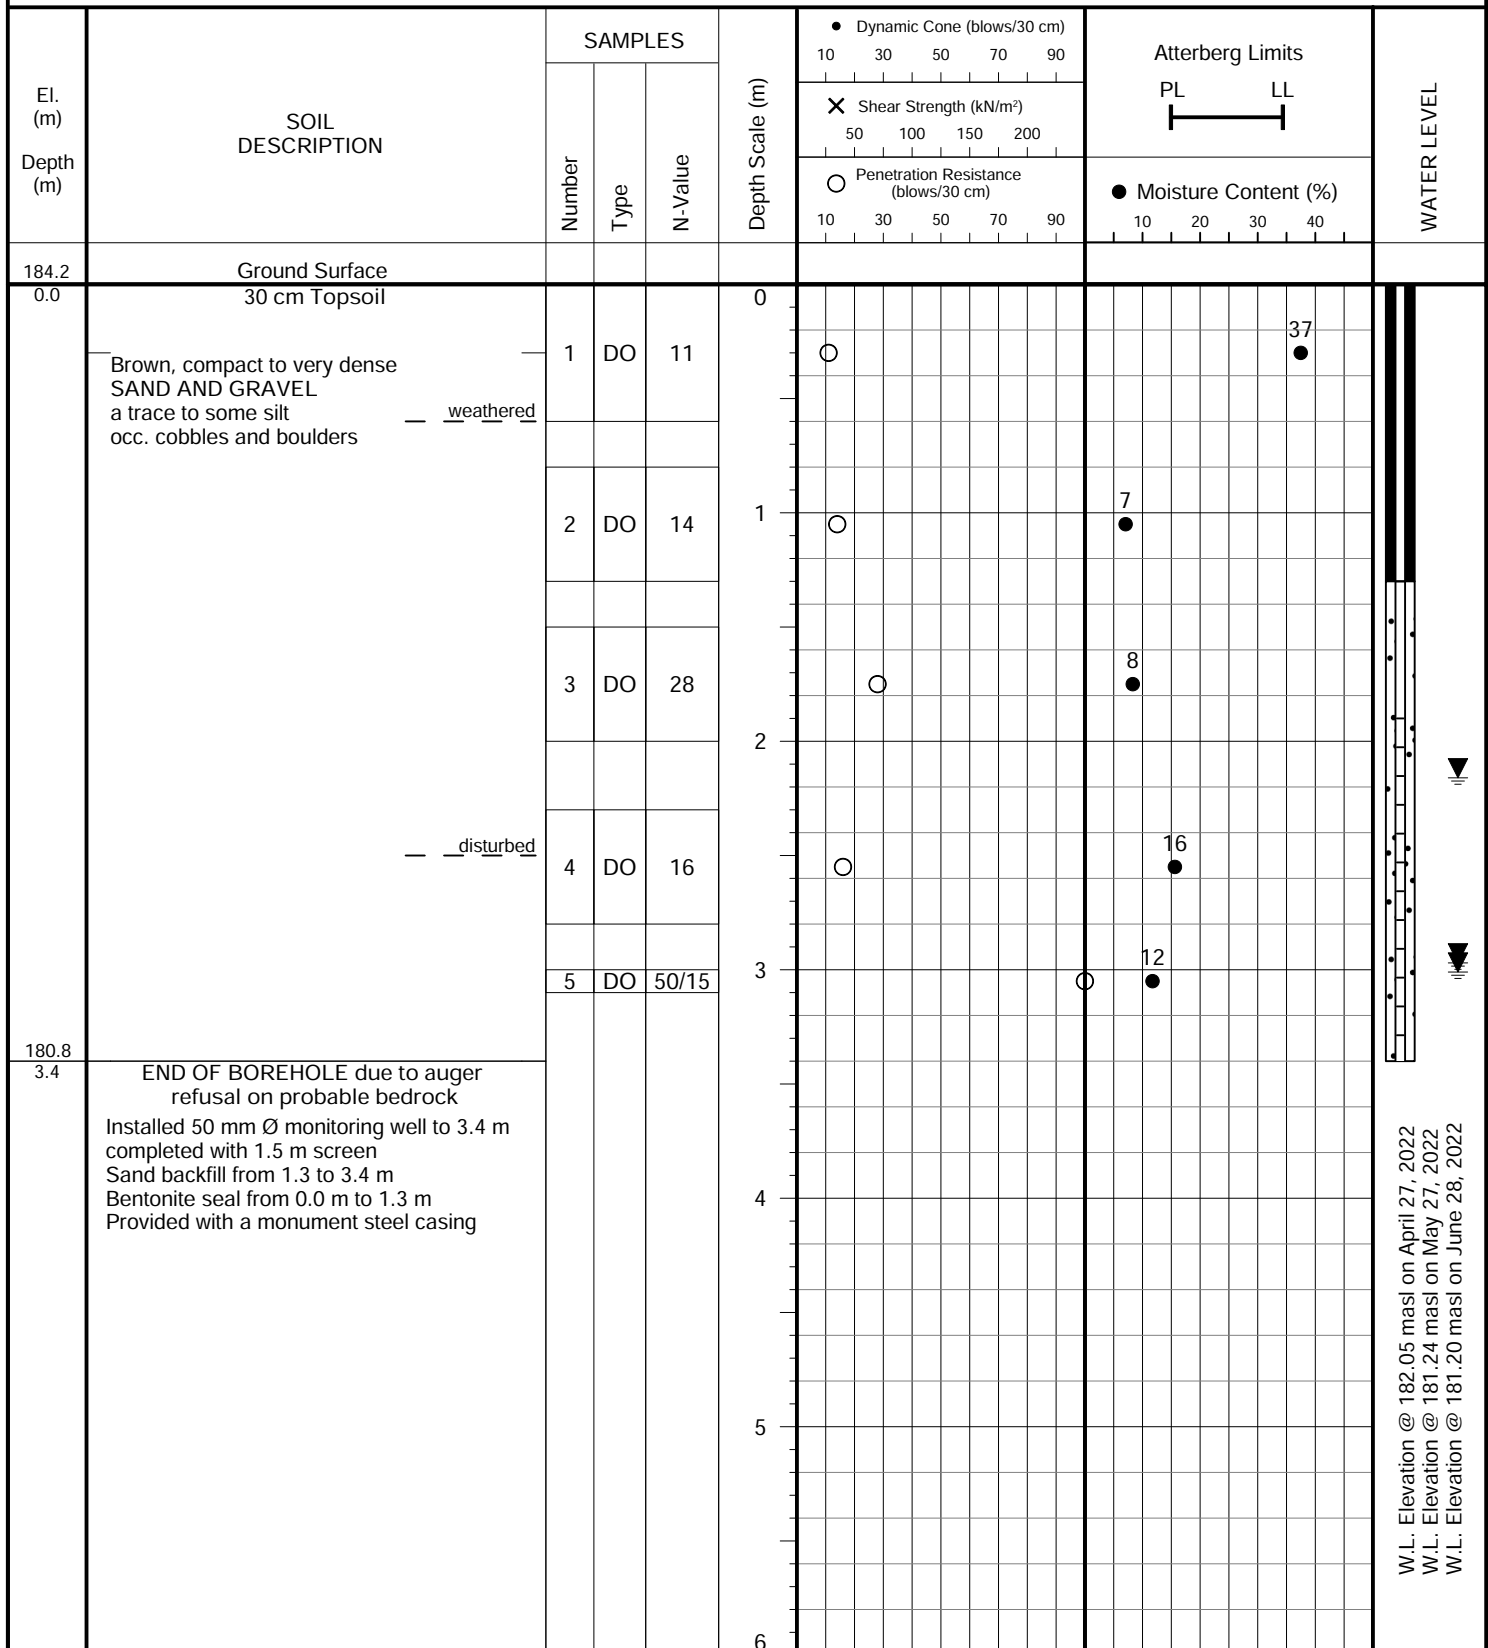 El.
(m)
Depth
(m)
SOIL
DESCRIPTION
SAMPLES
Number
Type
N-Value
Depth Scale (m)
Dynamic Cone (blows/30 cm)
10 30 50 70 90
Shear Strength (kN/m²)
50 100 150 200
Penetration Resistance
(blows/30 cm)
10 30 50 70 90
Atterberg Limits
PL LL
Moisture Content (%)
10 20 30 40
WATER LEVEL
184.2
Ground Surface
0.0
30 cm Topsoil
0
37
1 DO 11
Brown, compact to very dense
SAND AND GRAVEL
a trace to some silt
weathered
occ. cobbles and boulders
7
1
2 DO 14
8
3 DO 28
2
disturbed
16
4 DO 16
12
3
5 DO 50/15
180.8
3.4
END OF BOREHOLE due to auger
refusal on probable bedrock
Installed 50 mm Ø monitoring well to 3.4 m
completed with 1.5 m screen
Sand backfill from 1.3 to 3.4 m
Bentonite seal from 0.0 m to 1.3 m
Provided with a monument steel casing
4
5
6
W.L. Elevation @ 182.05 masl on April 27, 2022
W.L. Elevation @ 181.24 masl on May 27, 2022
W.L. Elevation @ 181.20 masl on June 28, 2022